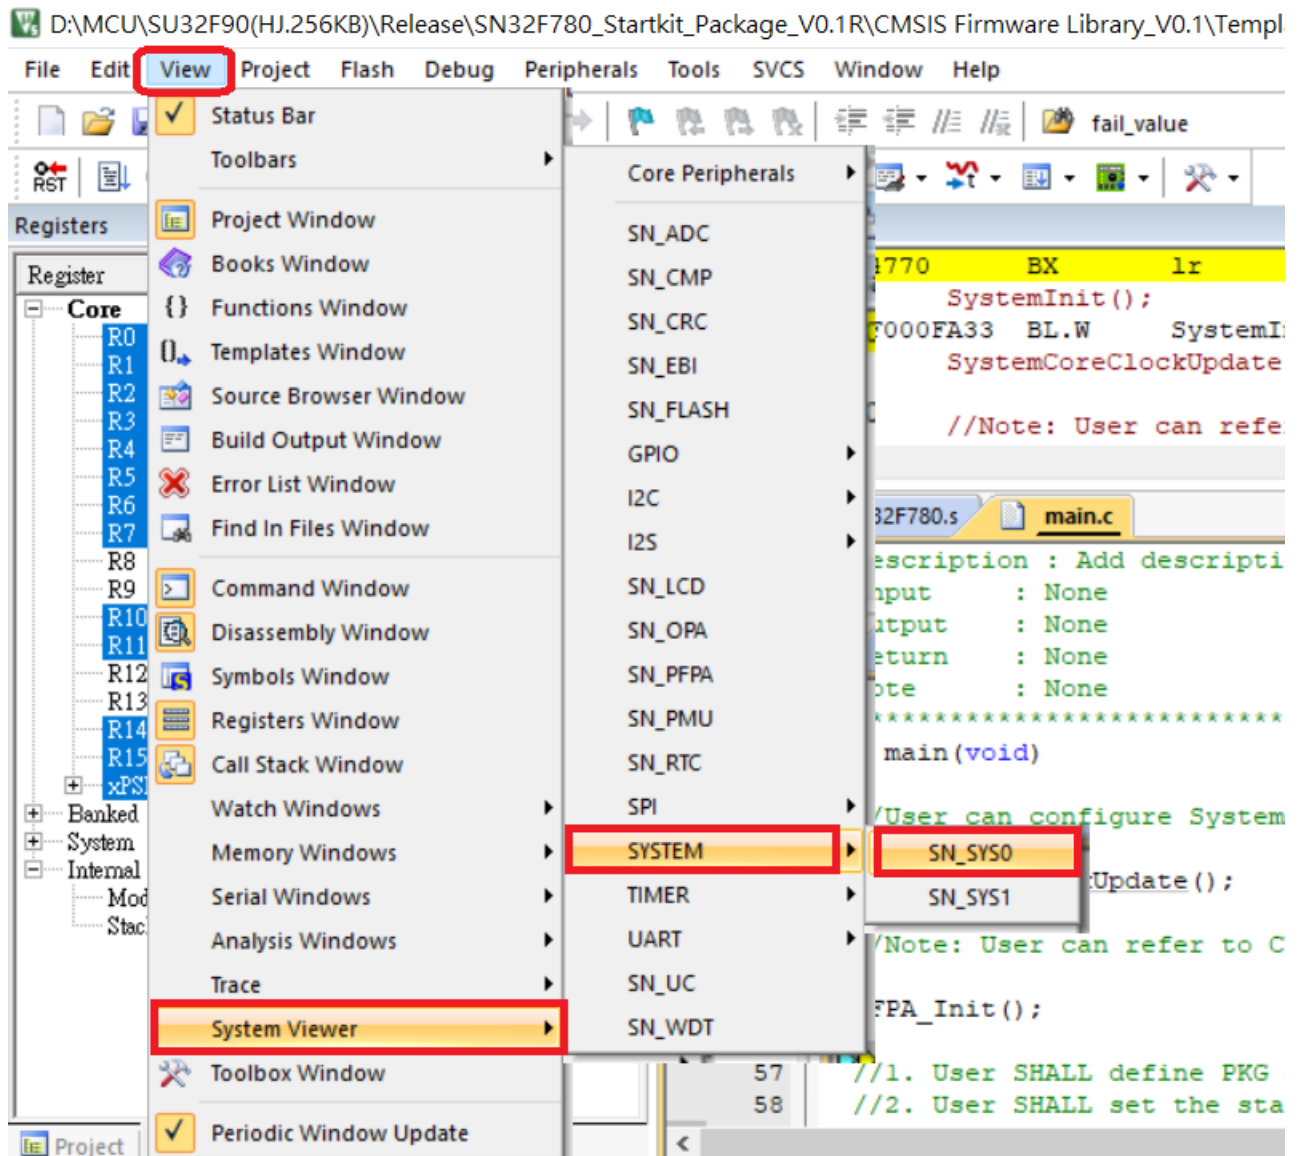 D:\MCU\SU32F90(HJ.256KB)\Release\SN32F780_Startkit_Package_V0.1R\CMSIS Firmware Library_V0.1\Templa
File Edit View Project Flash Debug Peripherals Tools SVCS Window Help
fail_value
RST
Registers
Register
Core
R0
R1
R2
R3
R4
R5
R6
R7
R8
R9
R10
R11
R12
R13
R14
R15
xPS
Banked
System
Internal
Mod
Stac
Project
Status Bar
Toolbars
Project Window
Books Window
Functions Window
Templates Window
Source Browser Window
Build Output Window
Error List Window
Find In Files Window
Command Window
Disassembly Window
Symbols Window
Registers Window
Call Stack Window
Watch Windows
Memory Windows
Serial Windows
Analysis Windows
Trace
System Viewer
Toolbox Window
Periodic Window Update
Core Peripherals
SN_ADC
SN_CMP
SN_CRC
SN_EBI
SN_FLASH
GPIO
I2C
I2S
SN_LCD
SN_OPA
SN_PFPA
SN_PMU
SN_RTC
SPI
SYSTEM
TIMER
UART
SN_UC
SN_WDT
SN_SYS0
SN_SYS1
4770 BX lr
SystemInit();
F000FA33 BL.W SystemI
SystemCoreClockUpdate
//Note: User can refe
32F780.s main.c
escription : Add descripti
nput : None
utput : None
eturn : None
ote : None
****************************
main(void)
/User can configure System
Update();
/Note: User can refer to C
FPA_Init();
57 //1. User SHALL define PKG
58 //2. User SHALL set the sta